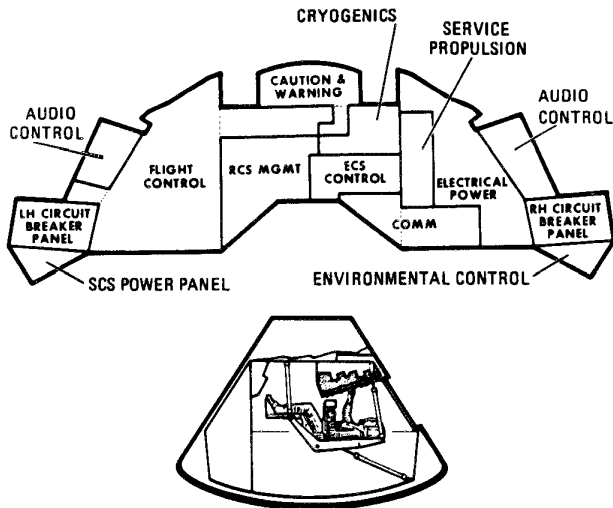 CRYOGENICS
SERVICE
PROPULSION
CAUTION &
WARNING
AUDIO
CONTROL
AUDIO
CONTROL
FLIGHT
CONTROL
RCS MGMT
ECS
CONTROL
ELECTRICAL
POWER
LH CIRCUIT
BREAKER
PANEL
COMM
RH CIRCUIT
BREAKER
PANEL
SCS POWER PANEL
ENVIRONMENTAL CONTROL